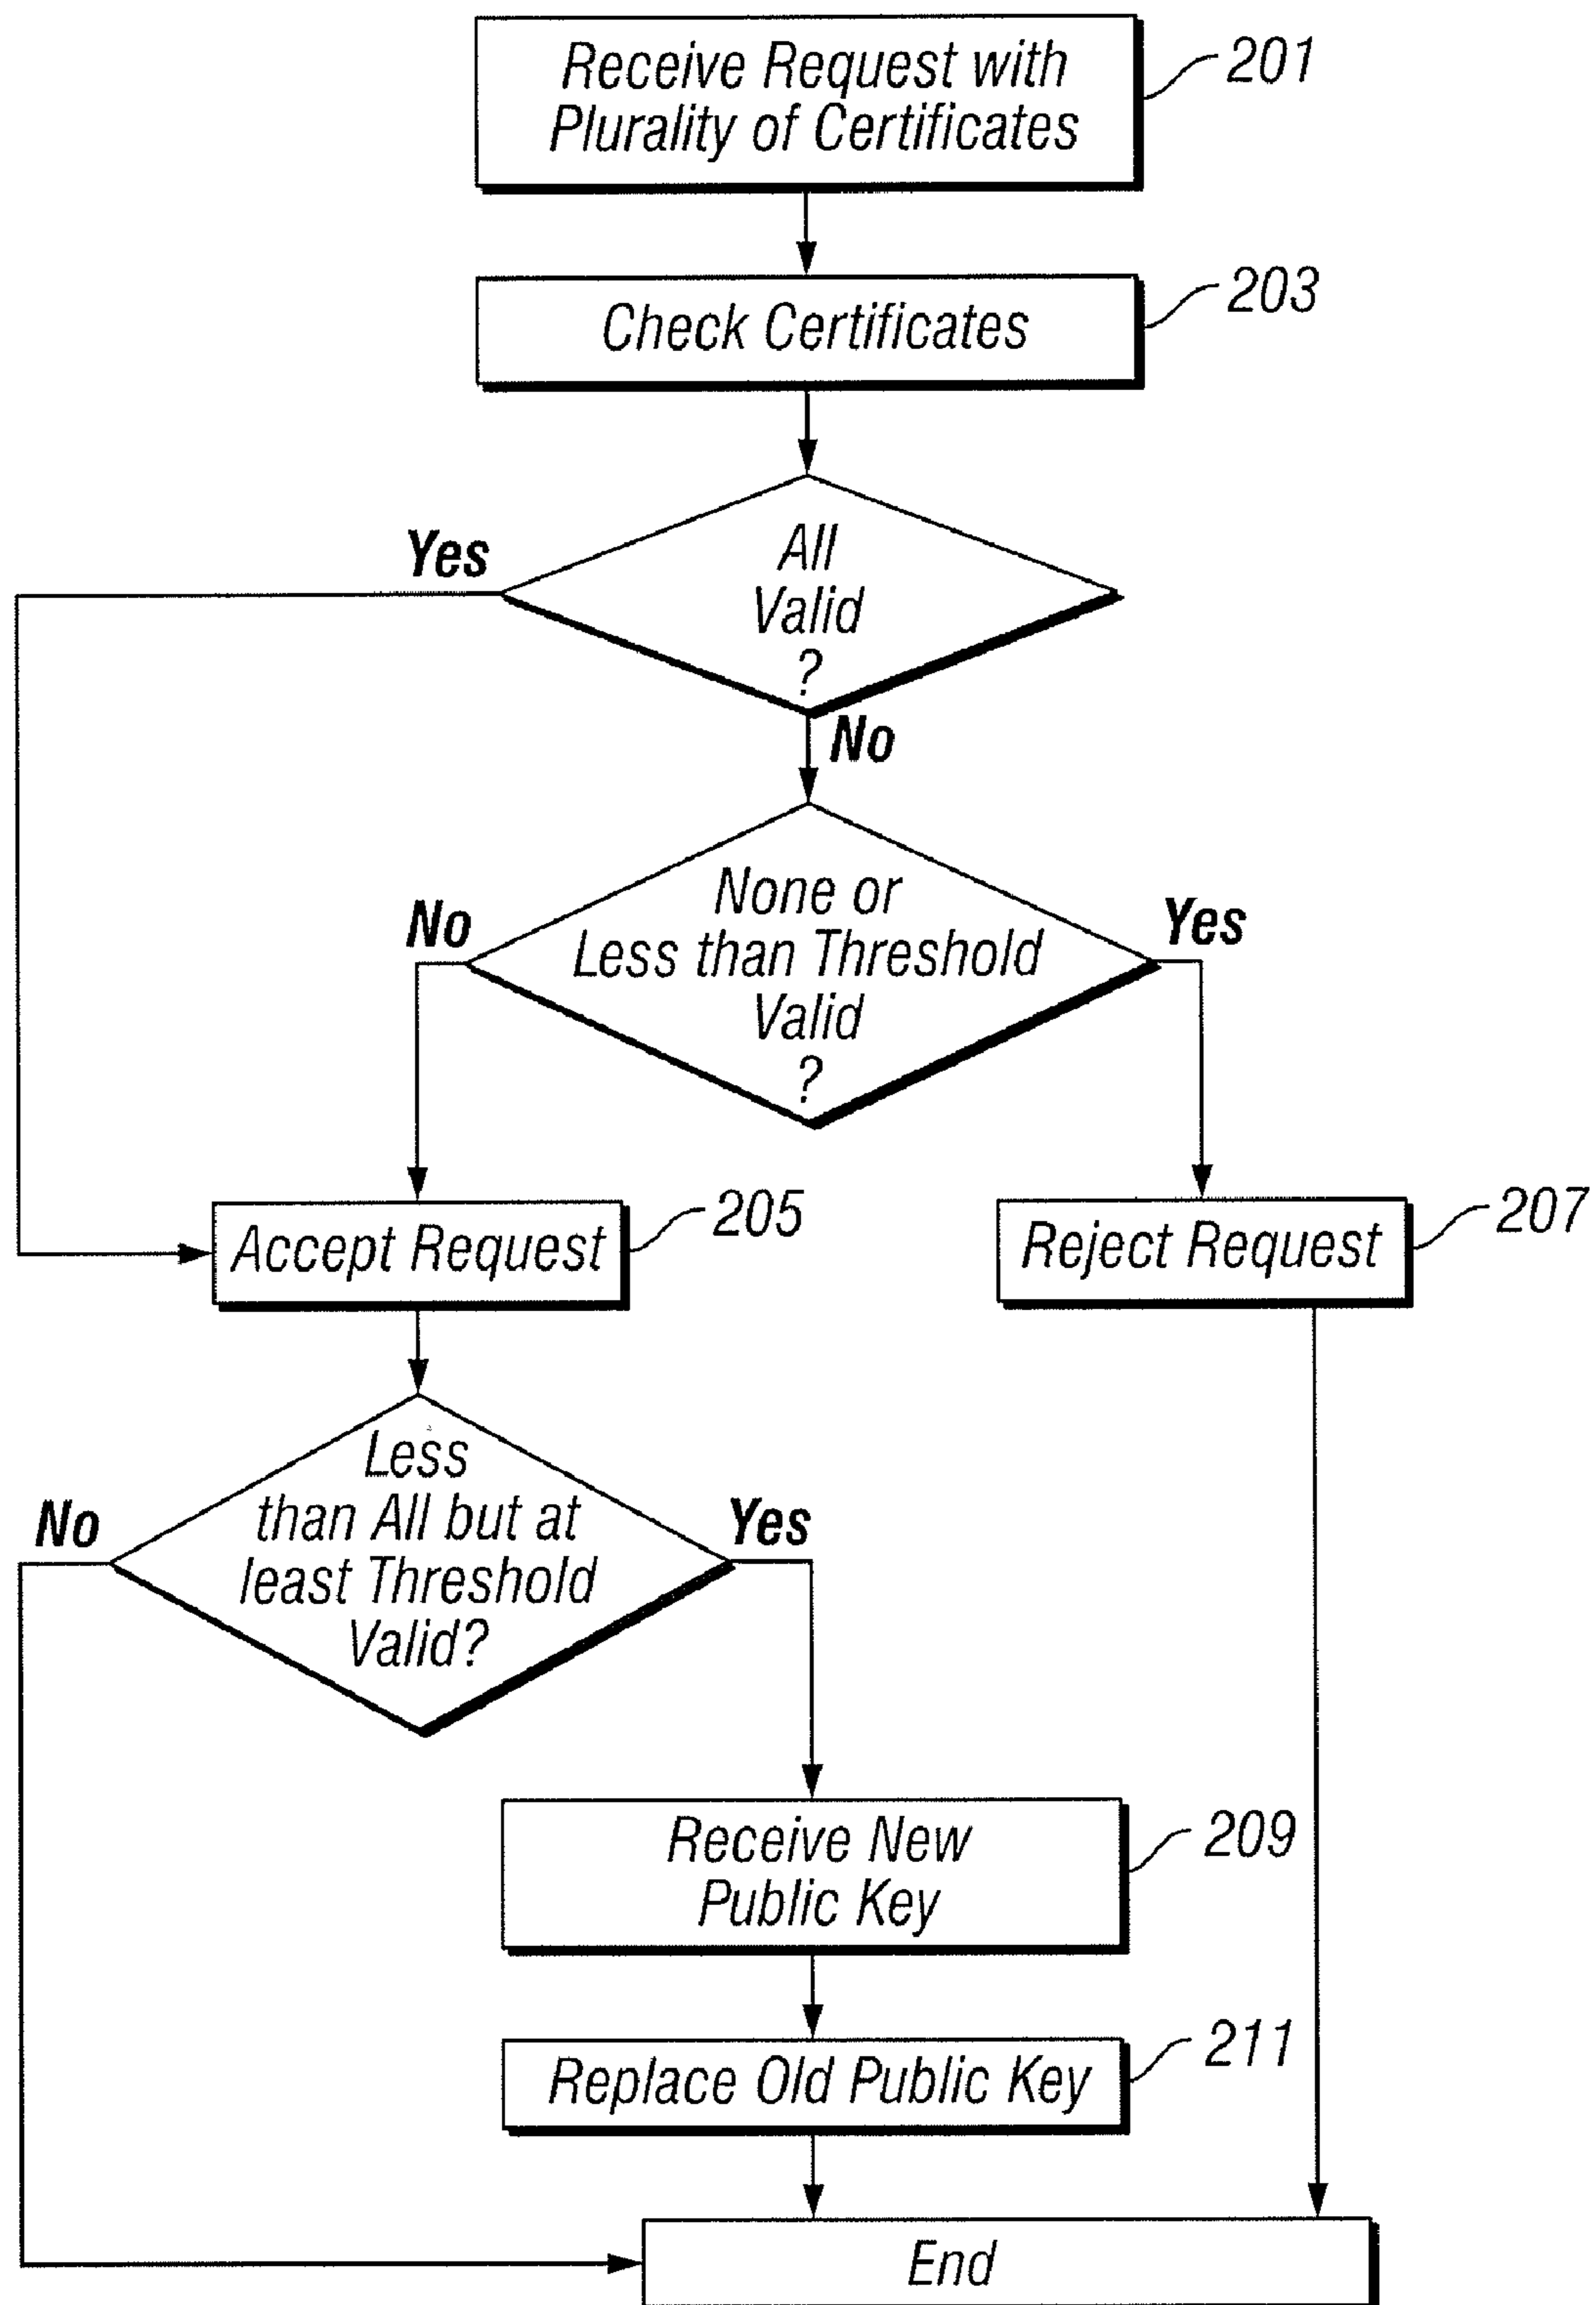 Receive Request with
Plurality of Certificates
201
Check Certificates
203
Yes
All
Valid
?
No
None or
Less than Threshold
Valid
?
No
Yes
Accept Request
205
Reject Request
207
Less
than All but at
least Threshold
Valid?
No
Yes
Receive New
Public Key
209
Replace Old Public Key
211
End